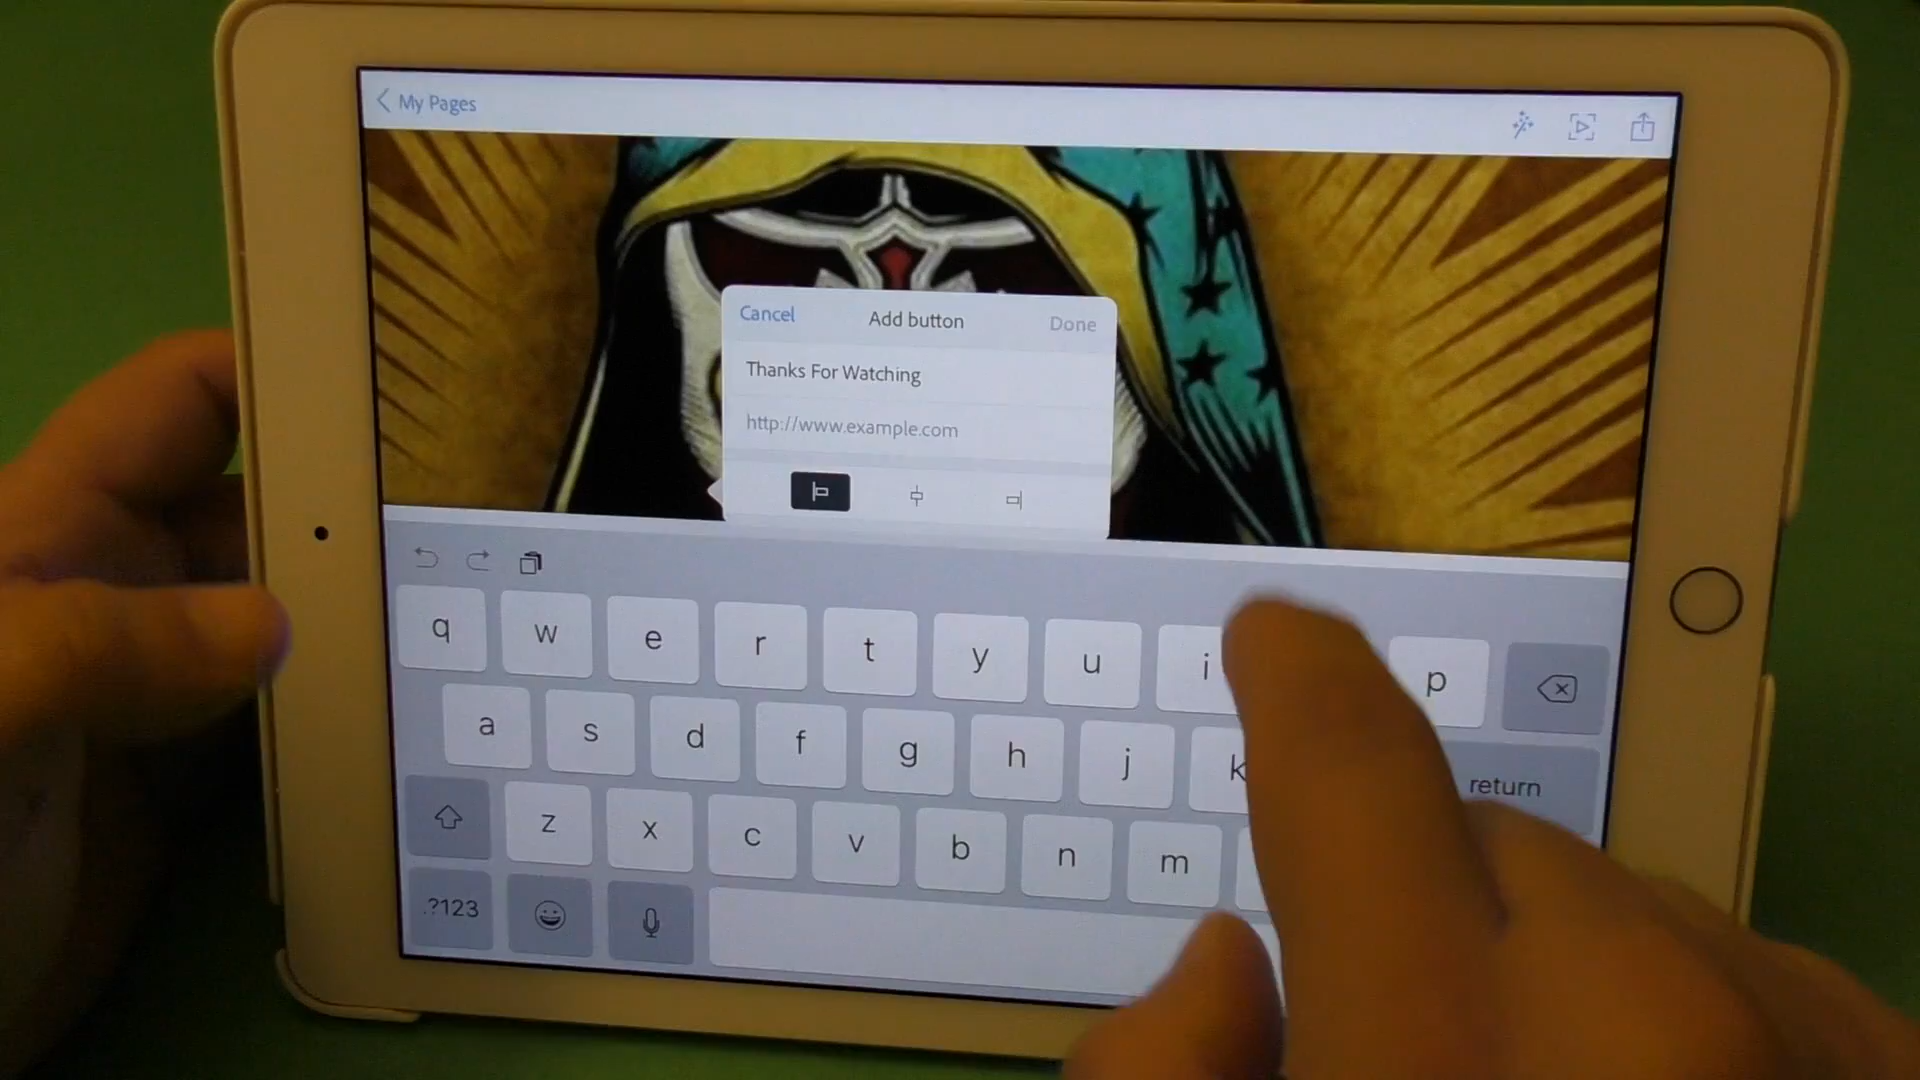 My Pages
Cancel Add button Done
Thanks For Watching
http://www.example.com
q w e r t y u i p
a s d f g h j k return
z x c v b n m
.?123